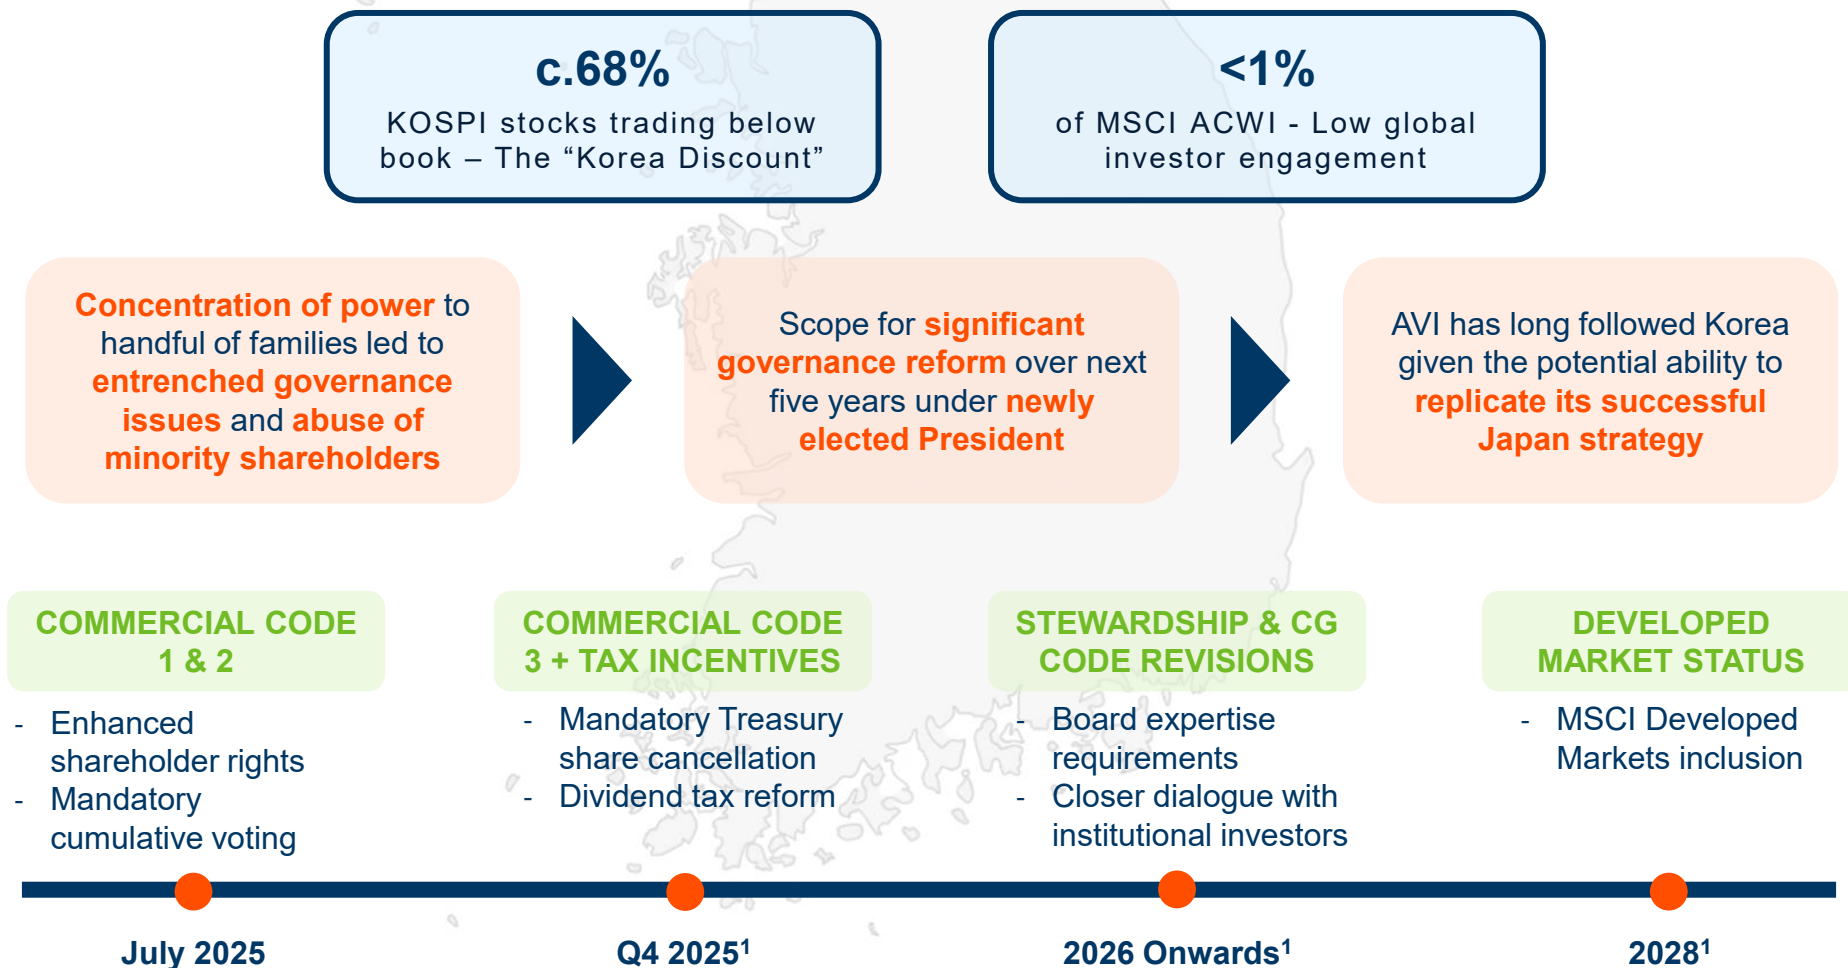 c.68%
KOSPI stocks trading below
book – The “Korea Discount”
<1%
of MSCI ACWI - Low global
investor engagement
Concentration of power to
handful of families led to
entrenched governance
issues and abuse of
minority shareholders
Scope for significant
governance reform over next
five years under newly
elected President
AVI has long followed Korea
given the potential ability to
replicate its successful
Japan strategy
COMMERCIAL CODE
1 & 2
- Enhanced
shareholder rights
- Mandatory
cumulative voting
COMMERCIAL CODE
3 + TAX INCENTIVES
- Mandatory Treasury
share cancellation
- Dividend tax reform
STEWARDSHIP & CG
CODE REVISIONS
- Board expertise
requirements
- Closer dialogue with
institutional investors
DEVELOPED
MARKET STATUS
- MSCI Developed
Markets inclusion
July 2025
Q4 2025¹
2026 Onwards¹
2028¹